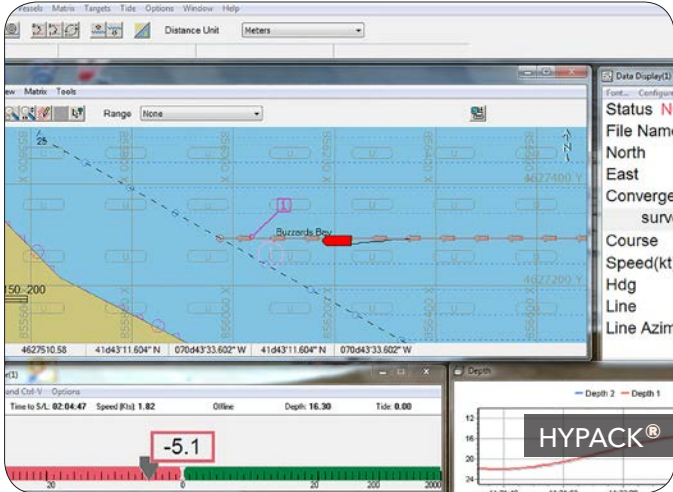 Vessels Matrix Targets Tide Options Window Help
Distance Unit Meters
Data Display(1)
Font... Configure
Matrix Tools
Range None
Status N
File Name
North
East
Converge
surv
Course
Speed(kt
Hdg
Line
Line Azim
25
N
4627400 Y
1
Buzzards Bay
4627200 Y
150 200
4627510.58 41d43'11.604" N 070d43'33.602" W 41d43'11.604" N 070d43'33.602" W
and Ctrl-V Options
Time to S/L: 02:04:47 Speed (Kts): 1.82 Offline Depth: 16.30 Tide: 0.00
-5.1
20 0 20 200 2000
Depth
Depth 2 Depth 1
12
16
24
HYPACK®